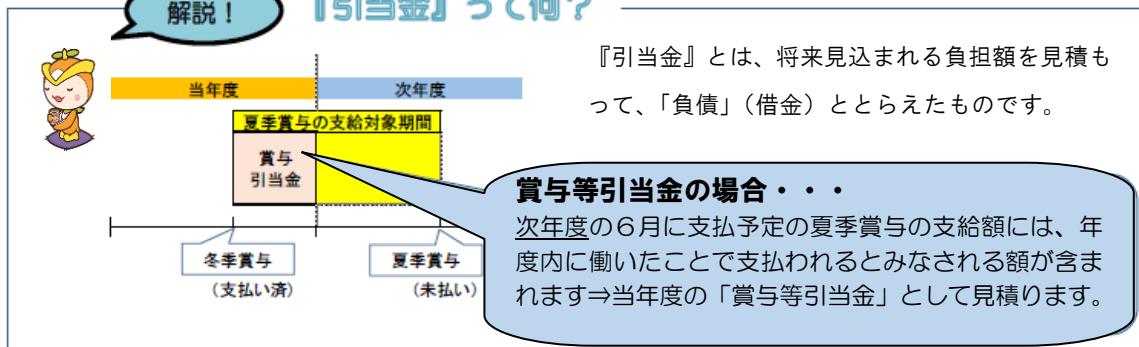 解説！
『引当金』って何？
『引当金』とは、将来見込まれる負担額を見積も
って、「負債」（借金）ととらえたものです。
当年度
次年度
夏季賞与の支給対象期間
賞与
引当金
冬季賞与
（支払い済）
夏季賞与
（未払い）
賞与等引当金の場合・・・
次年度の６月に支払予定の夏季賞与の支給額には、年
度内に働いたことで支払われるとみなされる額が含ま
れます⇒当年度の「賞与等引当金」として見積ります。